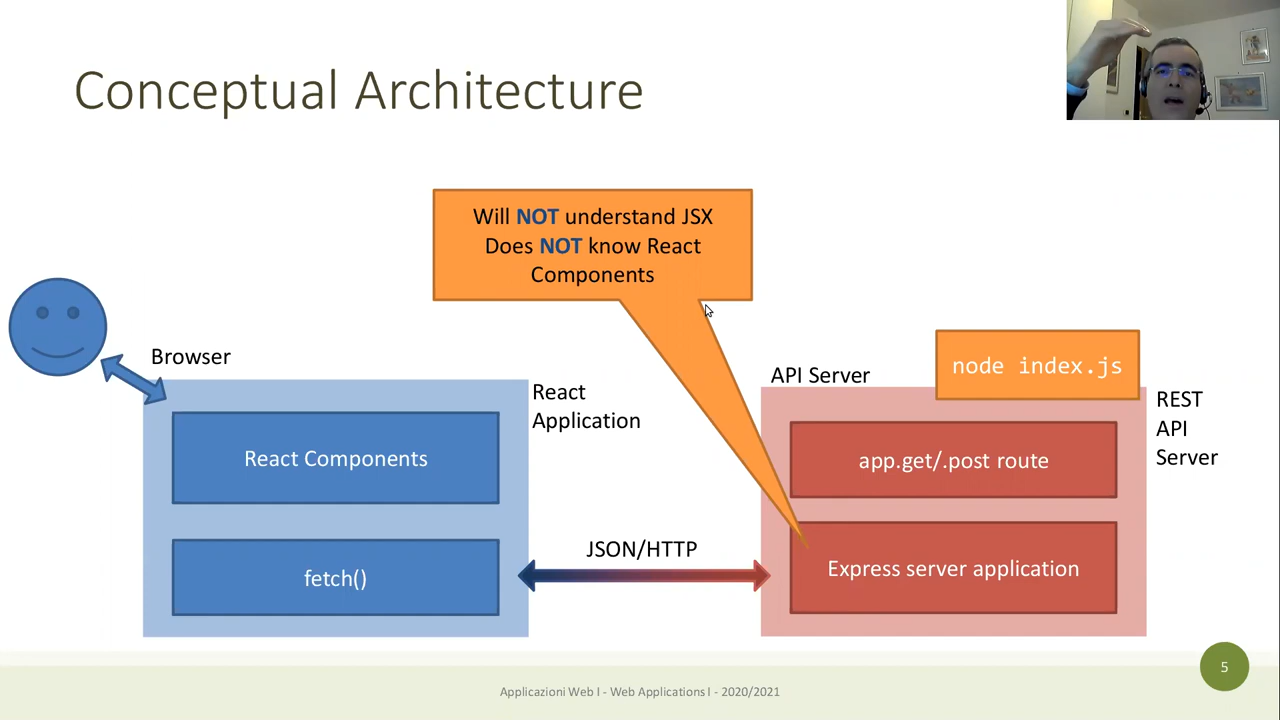 Conceptual Architecture
Will NOT understand JSX
Does NOT know React
Components
Browser
React
Application
React Components
fetch()
JSON/HTTP
API Server
node index.js
REST
API
Server
app.get/.post route
Express server application
5
Applicazioni Web I - Web Applications I - 2020/2021